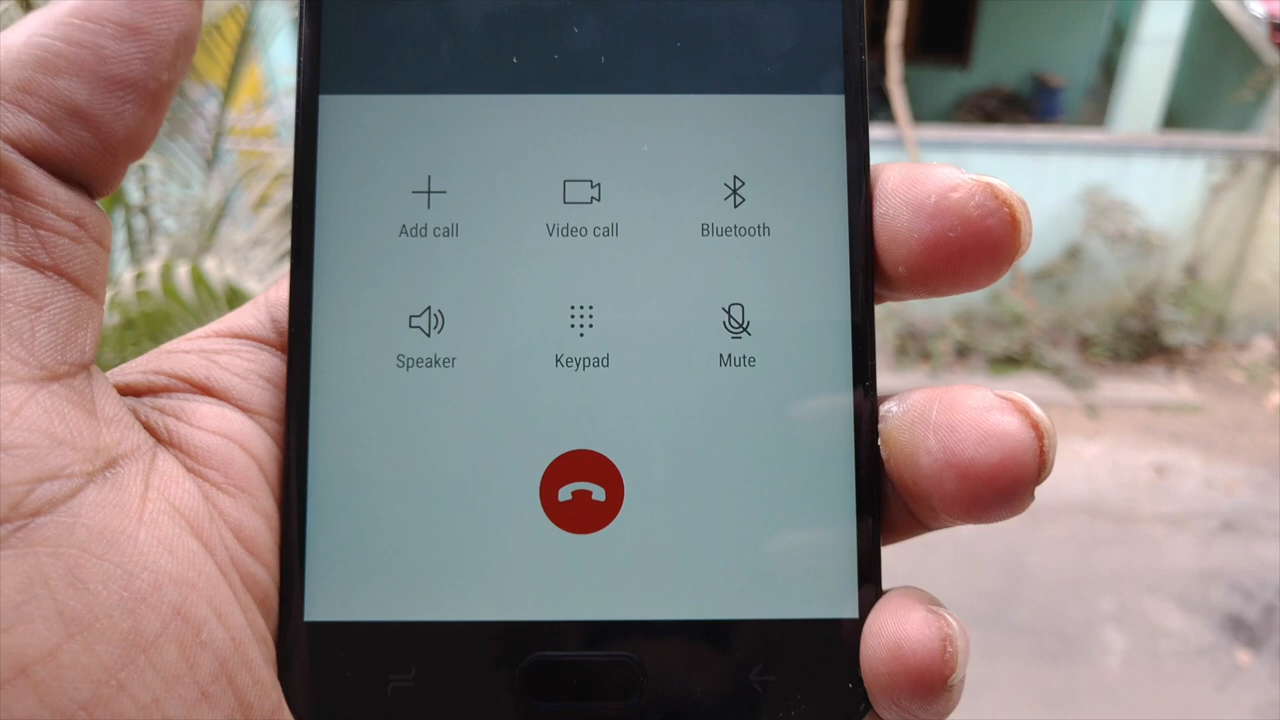 Add call
Video call
Bluetooth
Speaker
Keypad
Mute